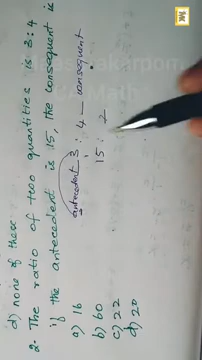 d) none of these
2. The ratio of two quantities is 3:4
if the antecedent is 15, the consequent is
a) 16
b) 60
c) 22
d) 20
antecedent 3 : 4 – consequent
15 : ?